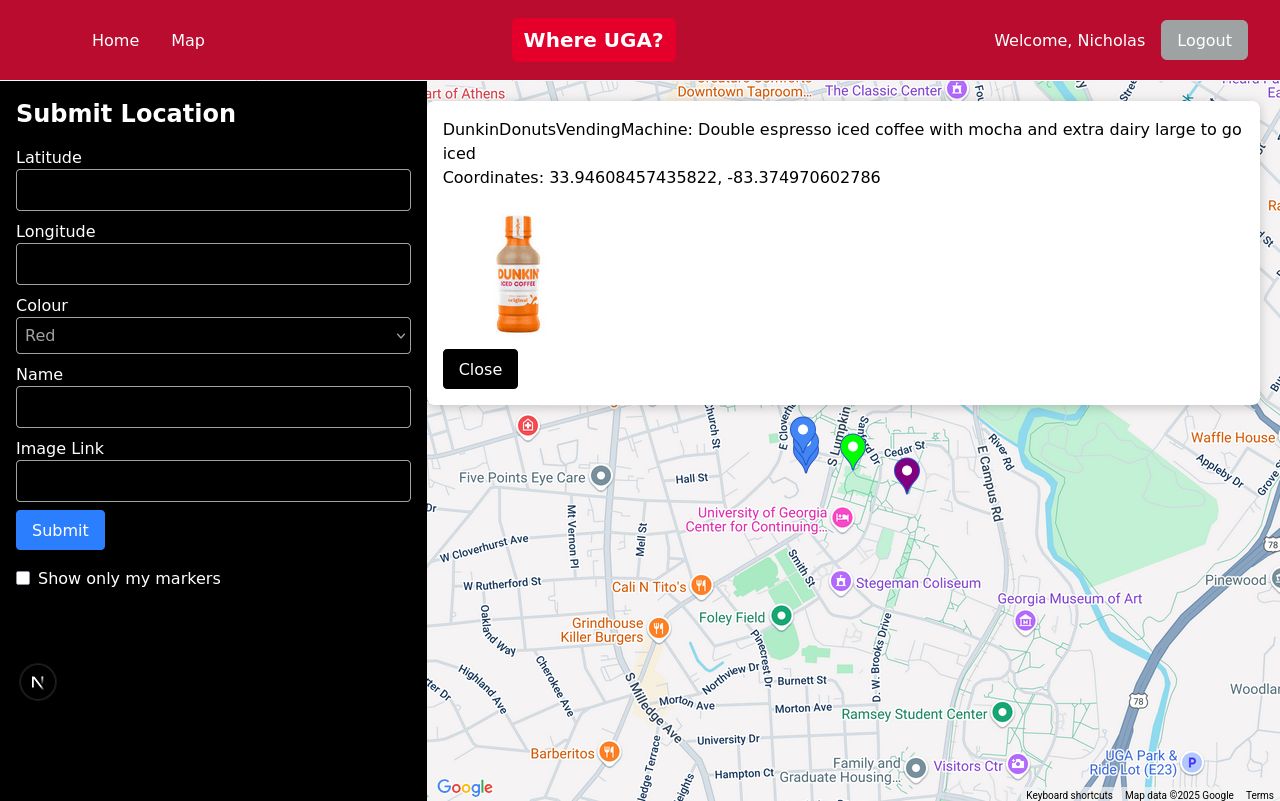 Home
Map
Where UGA?
Welcome, Nicholas
Logout
Submit Location
Latitude
Longitude
Colour
Red
Name
Image Link
Submit
Show only my markers
N
art of Athens
Downtown Taproom...
The Classic Center
DunkinDonutsVendingMachine: Double espresso iced coffee with mocha and extra dairy large to go
iced
Coordinates: 33.94608457435822, -83.374970602786
DUNKIN'
ICED COFFEE
original
Close
Church St
E Clover
S Lumpkin
Cedar St
River Rd
E Campus Rd
Waffle House
Appleby Dr
Grove
Five Points Eye Care
Hall St
University of Georgia
Center for Continuing...
Mt Vernon Pl
Mell St
W Cloverhurst Ave
W Rutherford St
Smith St
Stegeman Coliseum
78
Pinewood
Cali N Tito's
Georgia Museum of Art
Foley Field
Oakland Way
Grindhouse
Killer Burgers
Pinecrest Dr
D. W. Brooks Drive
Highland Ave
Cherokee Ave
Northview Dr
Burnett St
S Milledge Ave
Morton Ave
Morton Ave
Woodlan
78
Ramsey Student Center
University Dr
Barberitos
Hampton Ct
Family and
Graduate Housing...
Visitors Ctr
UGA Park &
Ride Lot (E23)
P
Google
Keyboard shortcuts
Map data ©2025 Google
Terms